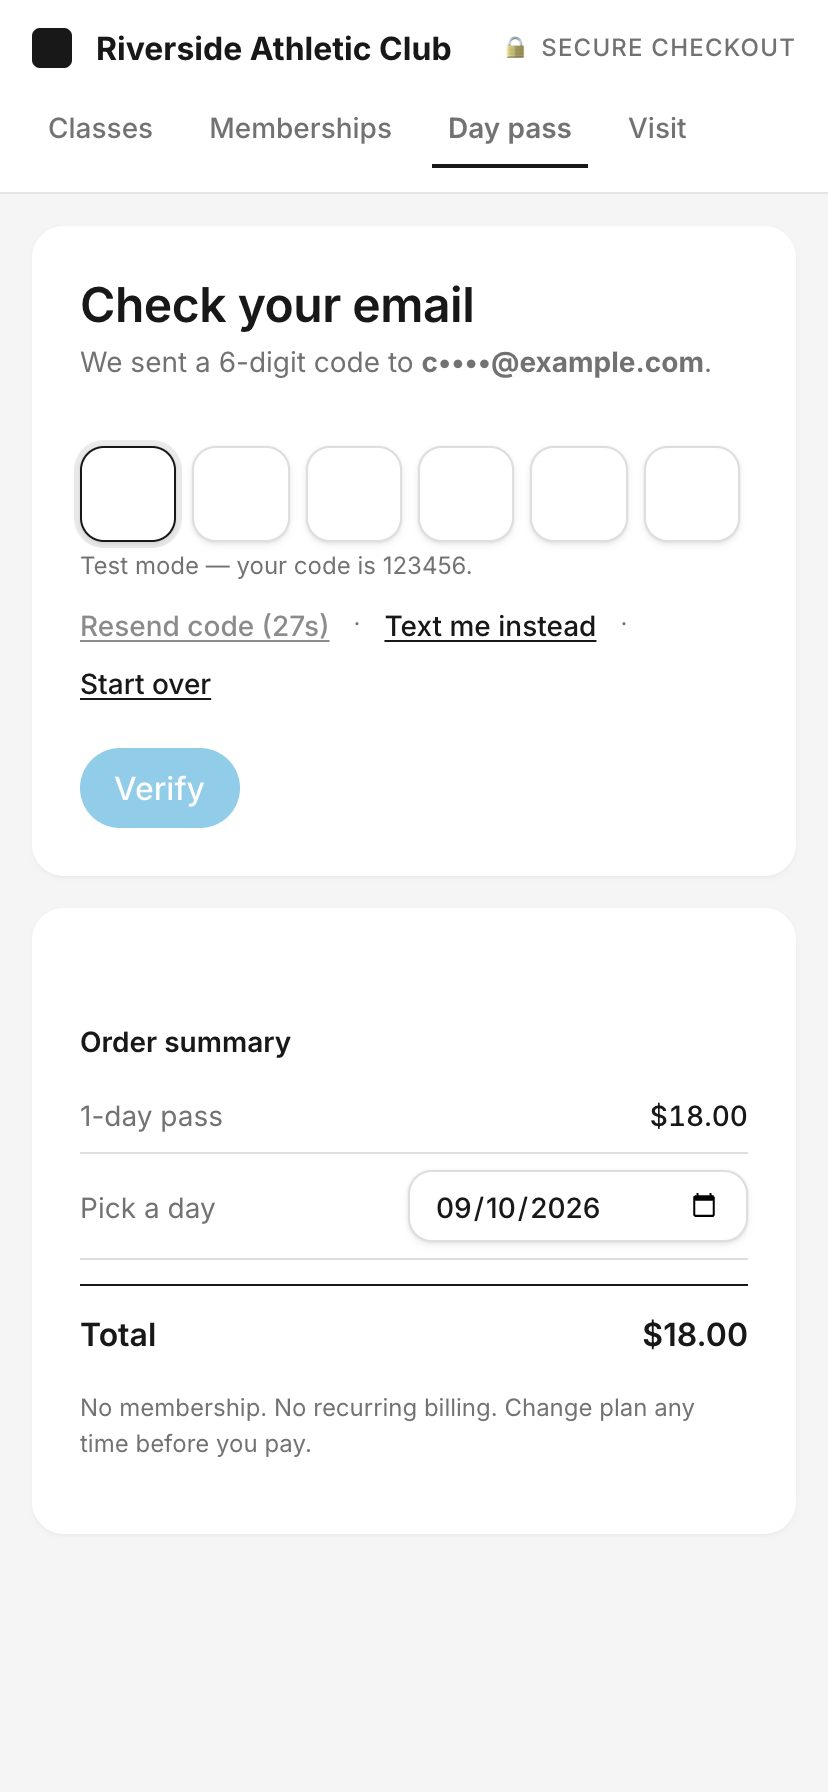 Riverside Athletic Club
SECURE CHECKOUT
Classes Memberships Day pass Visit
Check your email
We sent a 6-digit code to c••••@example.com.
Test mode — your code is 123456.
Resend code (27s) · Text me instead ·
Start over
Verify
Order summary
1-day pass $18.00
Pick a day 09/10/2026
Total $18.00
No membership. No recurring billing. Change plan any
time before you pay.